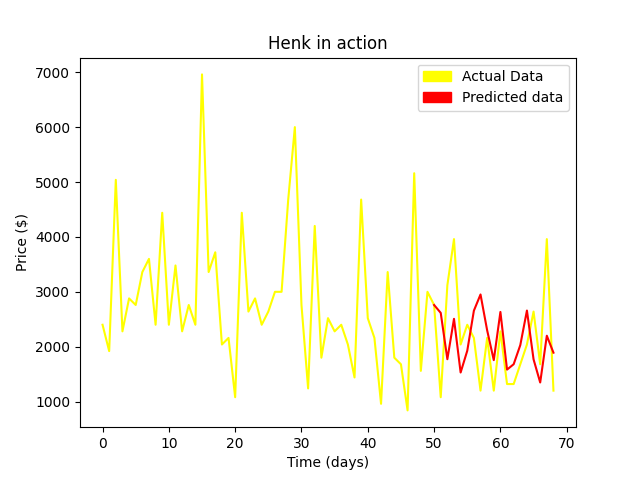 Henk in action
Actual Data
Predicted data
Price ($)
7000
6000
5000
4000
3000
2000
1000
0 10 20 30 40 50 60 70
Time (days)